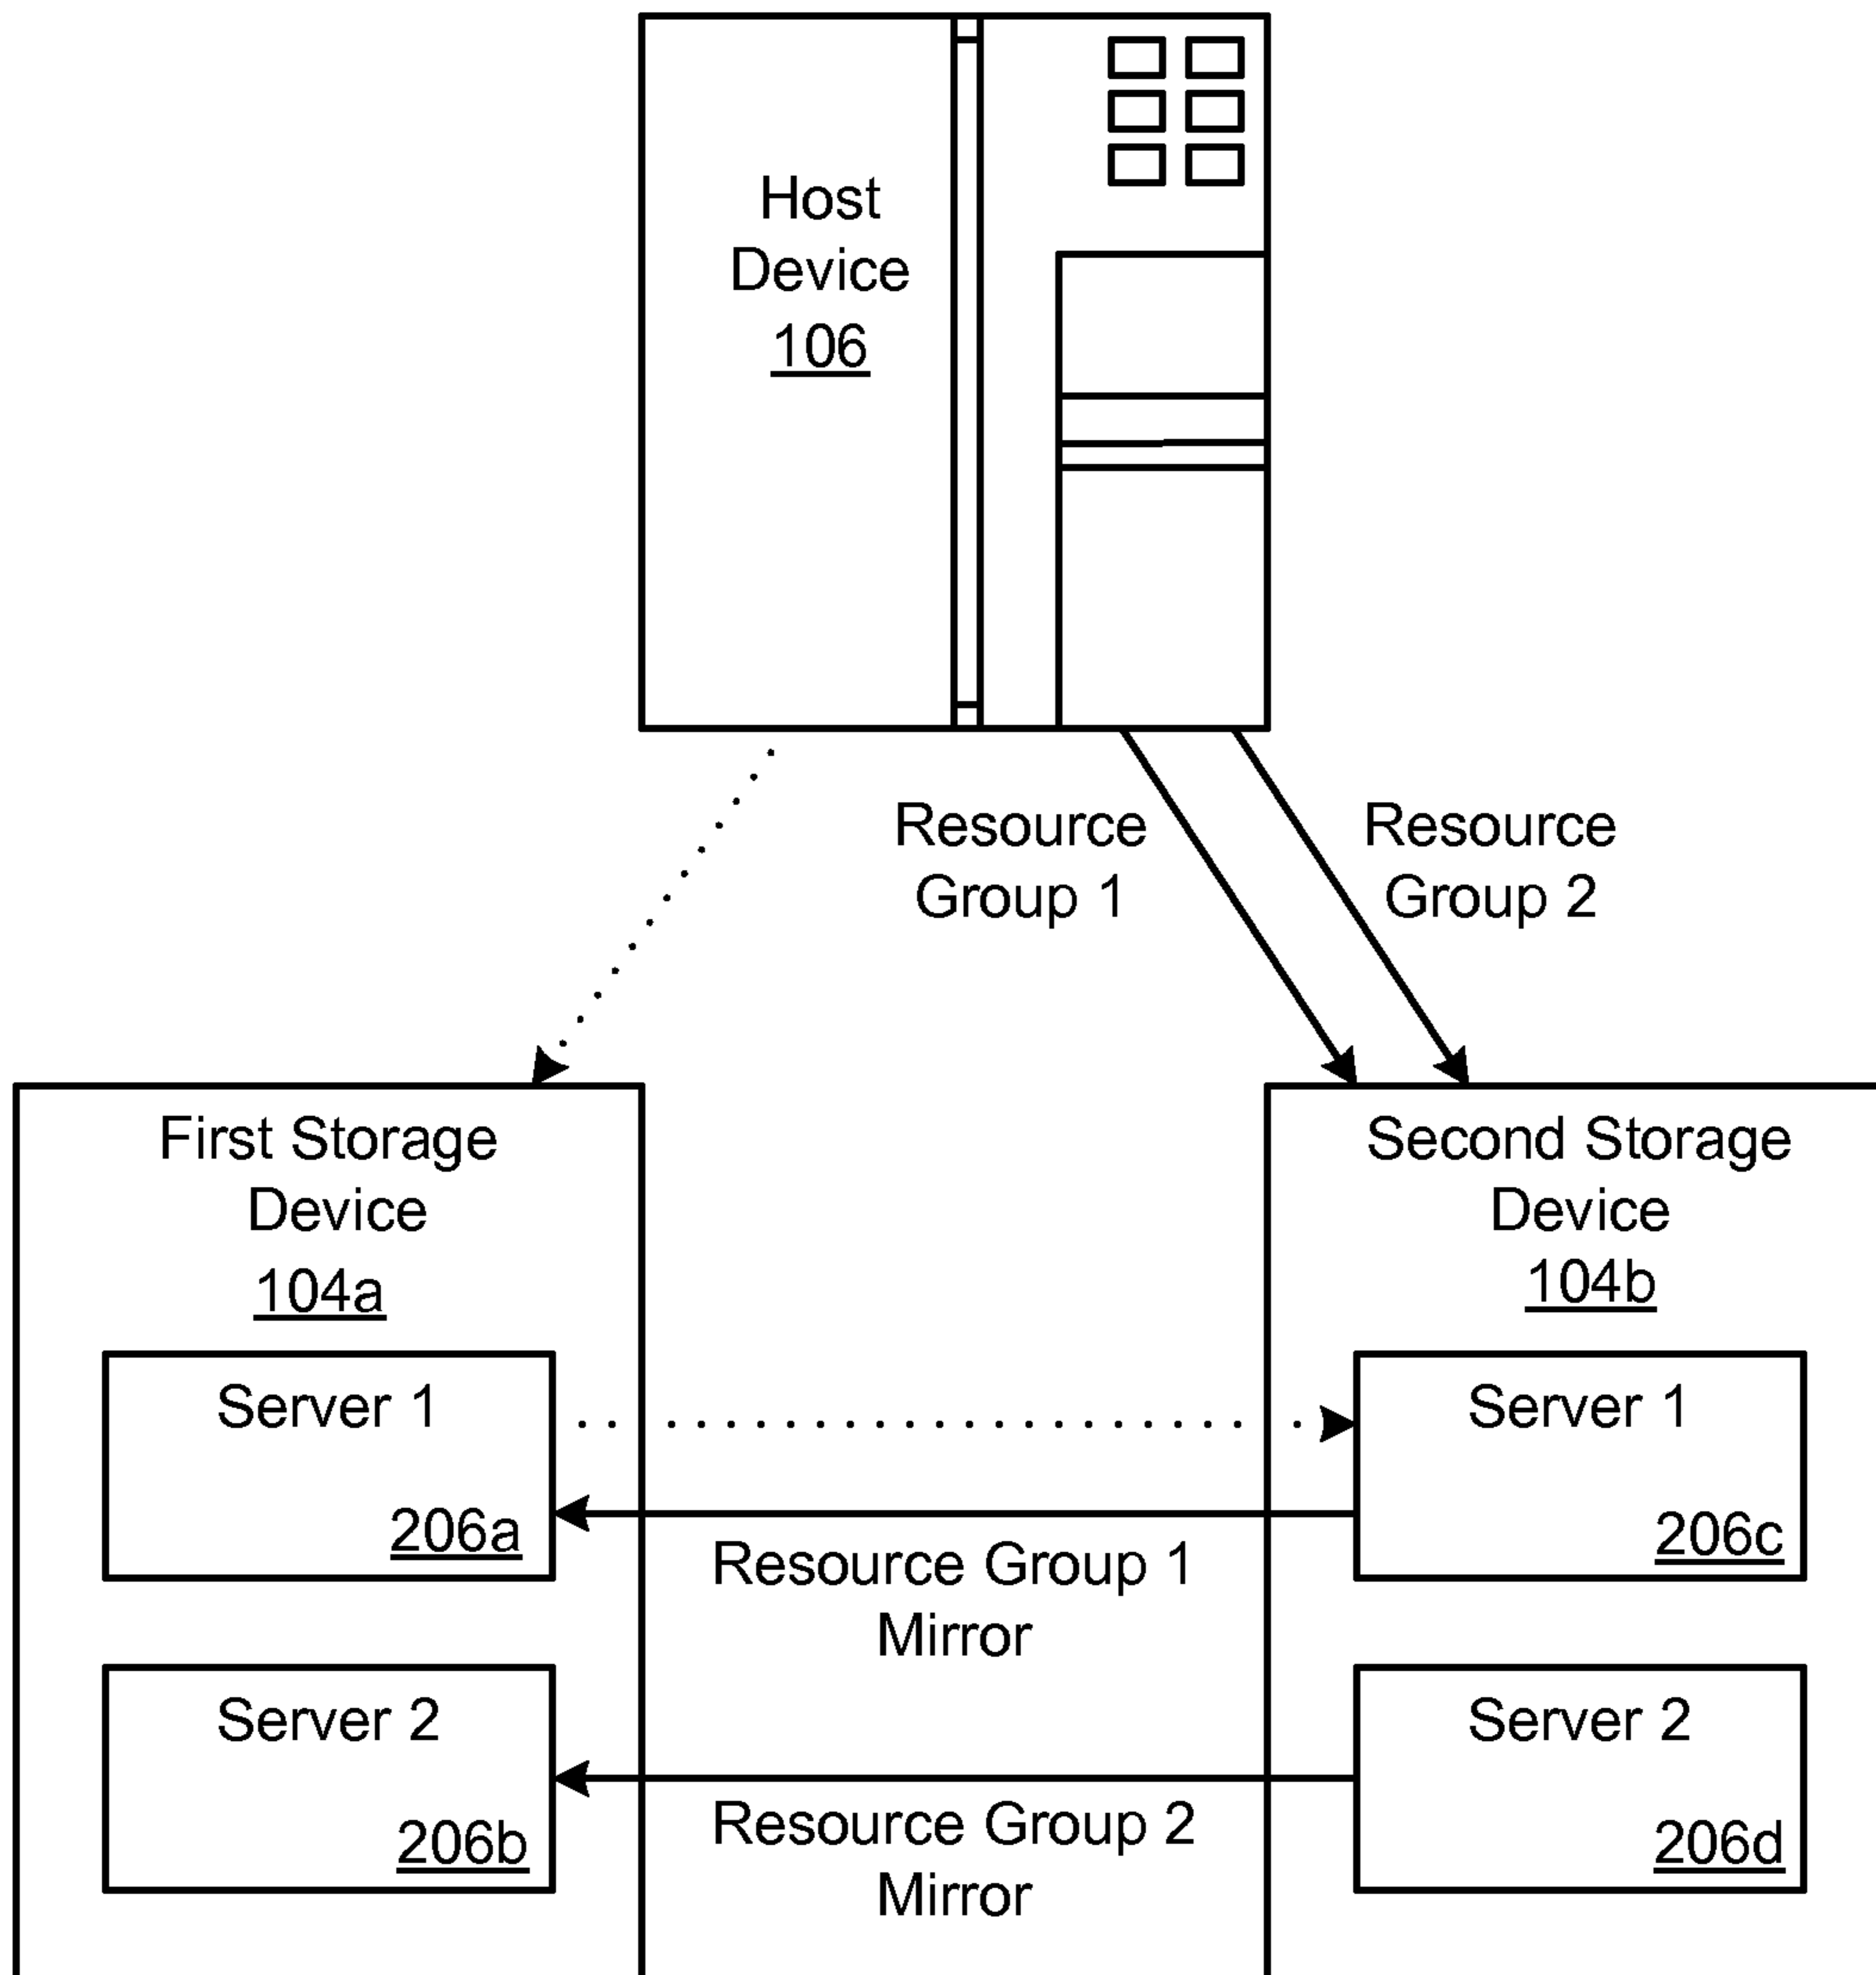 Host
Device
106
Resource
Group 1
Resource
Group 2
First Storage
Device
104a
Second Storage
Device
104b
Server 1
206a
Server 1
206c
Resource Group 1
Mirror
Server 2
206b
Server 2
206d
Resource Group 2
Mirror